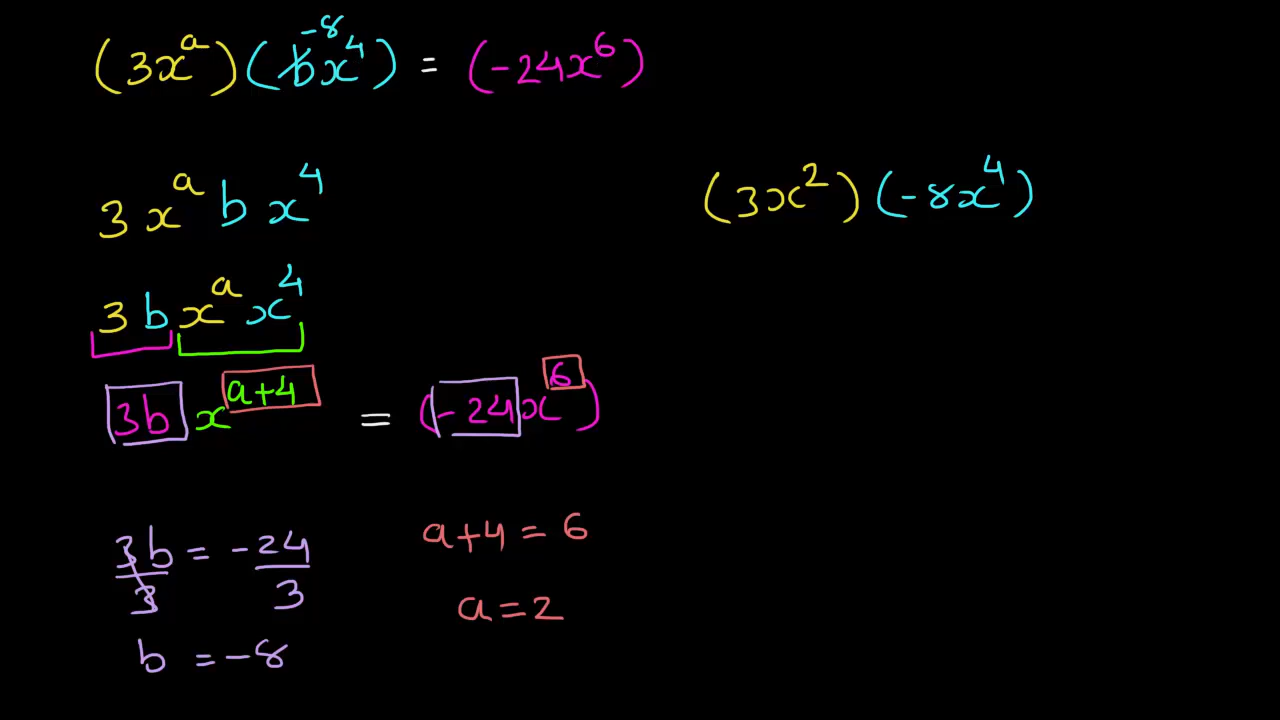 (3x^a)(b x^4) = (-24x^6)
-8
3 x^a b x^4
(3x^2)(-8x^4)
3 b x^a x^4
3b x^(a+4) = (-24x^6)
3b/3 = -24/3
b = -8
a+4 = 6
a = 2